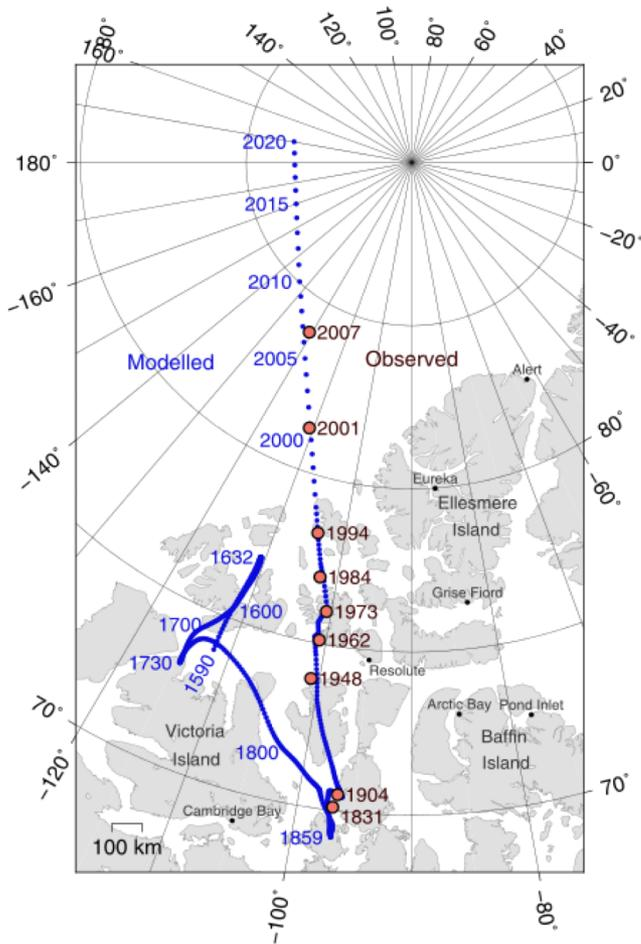 180°
160°
140°
120°
100°
80°
60°
40°
20°
2020
180°
0°
2015
−20°
2010
−160°
−40°
2007
Modelled
2005
Observed
Alert
2001
2000
80°
−140°
Eureka
−60°
Ellesmere
Island
1994
1632
1984
Grise Fiord
1600
1973
1700
1962
1730
1590
Resolute
1948
70°
Arctic Bay
Pond Inlet
Victoria
Island
Baffin
Island
1800
−120°
70°
1904
Cambridge Bay
1831
1859
100 km
−100°
−80°